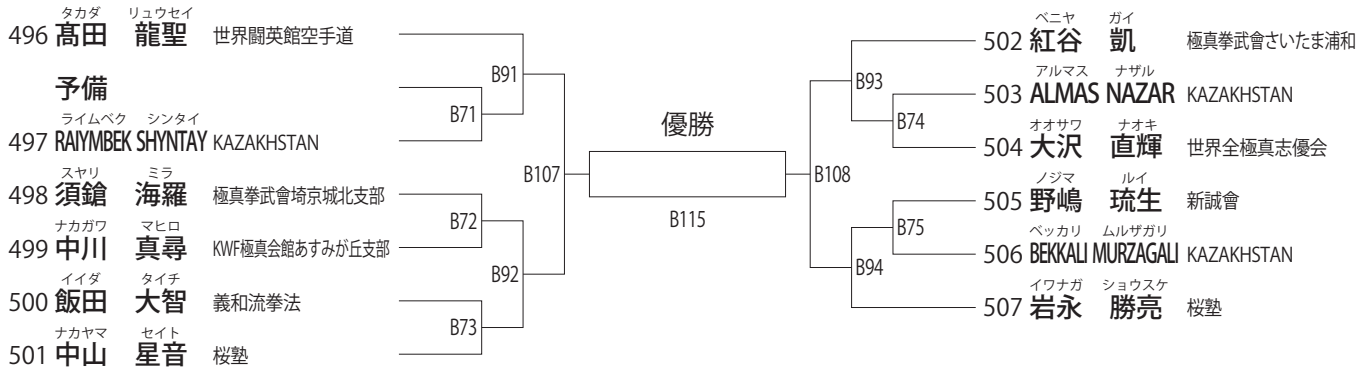 タカダ リュウセイ
496 髙田 龍聖 世界闘英館空手道
予備
ライムベク シンタイ
497 RAIYMBEK SHYNTAY KAZAKHSTAN
スヤリ ミラ
498 須鎗 海羅 極真拳武會埼京城北支部
ナカガワ マヒロ
499 中川 真尋 KWF極真会館あすみが丘支部
イイダ タイチ
500 飯田 大智 義和流拳法
ナカヤマ セイト
501 中山 星音 桜塾
B91
B71
B72
B92
B73
B107
優勝
B115
B108
B93
B74
B75
B94
ベニヤ ガイ
502 紅谷 凱 極真拳武會さいたま浦和
アルマス ナザル
503 ALMAS NAZAR KAZAKHSTAN
オオサワ ナオキ
504 大沢 直輝 世界全極真志優会
ノジマ ルイ
505 野嶋 琉生 新誠會
ベッカリ ムルザガリ
506 BEKKALI MURZAGALI KAZAKHSTAN
イワナガ ショウスケ
507 岩永 勝亮 桜塾